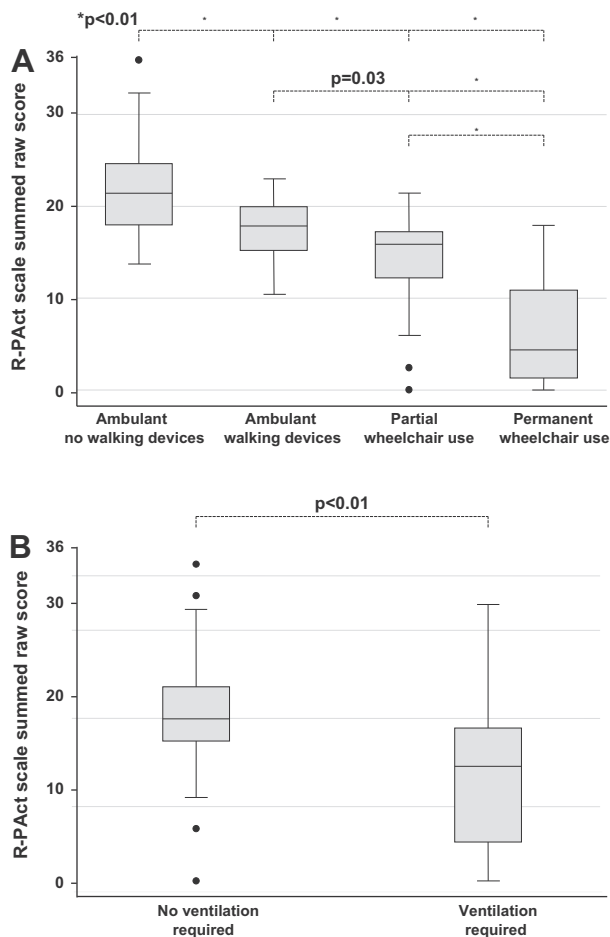 *p<0.01
* * * *
A
36
p=0.03
*
30
*
20
10
0
R-PAct scale summed raw score
Ambulant
no walking devices
Ambulant
walking devices
Partial
wheelchair use
Permanent
wheelchair use
p<0.01
B
36
30
20
10
0
R-PAct scale summed raw score
No ventilation
required
Ventilation
required